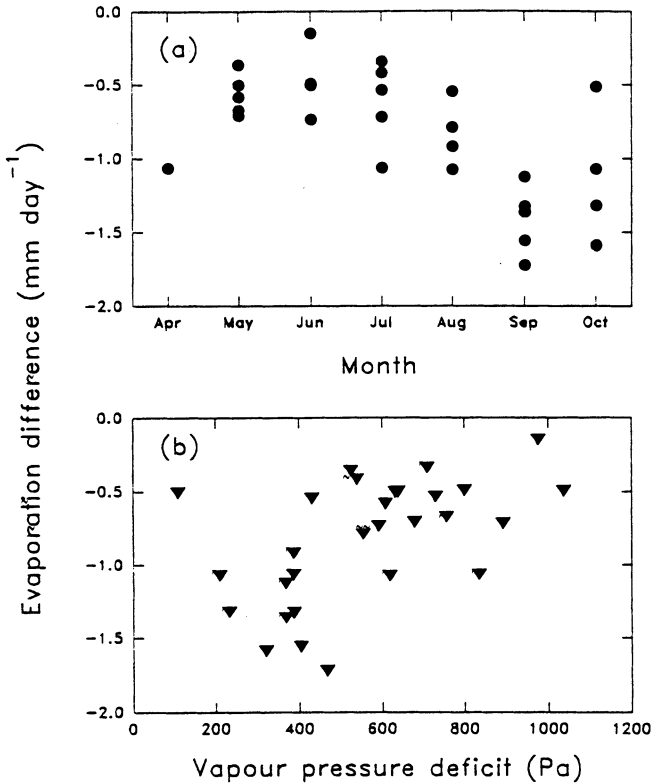 0.0
(a)
-0.5
-1.0
-1.5
-2.0
Apr May Jun Jul Aug Sep Oct
Month
Evaporation difference (mm day⁻¹)
0.0
(b)
-0.5
-1.0
-1.5
-2.0
0 200 400 600 800 1000 1200
Vapour pressure deficit (Pa)